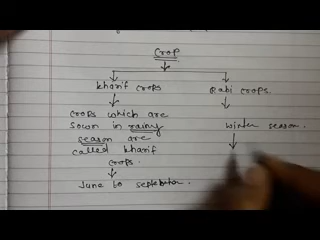 Crop
Kharif crops
Rabi crops
crops which are
sown in rainy
season are
called kharif
crops.
June to september
winter season.